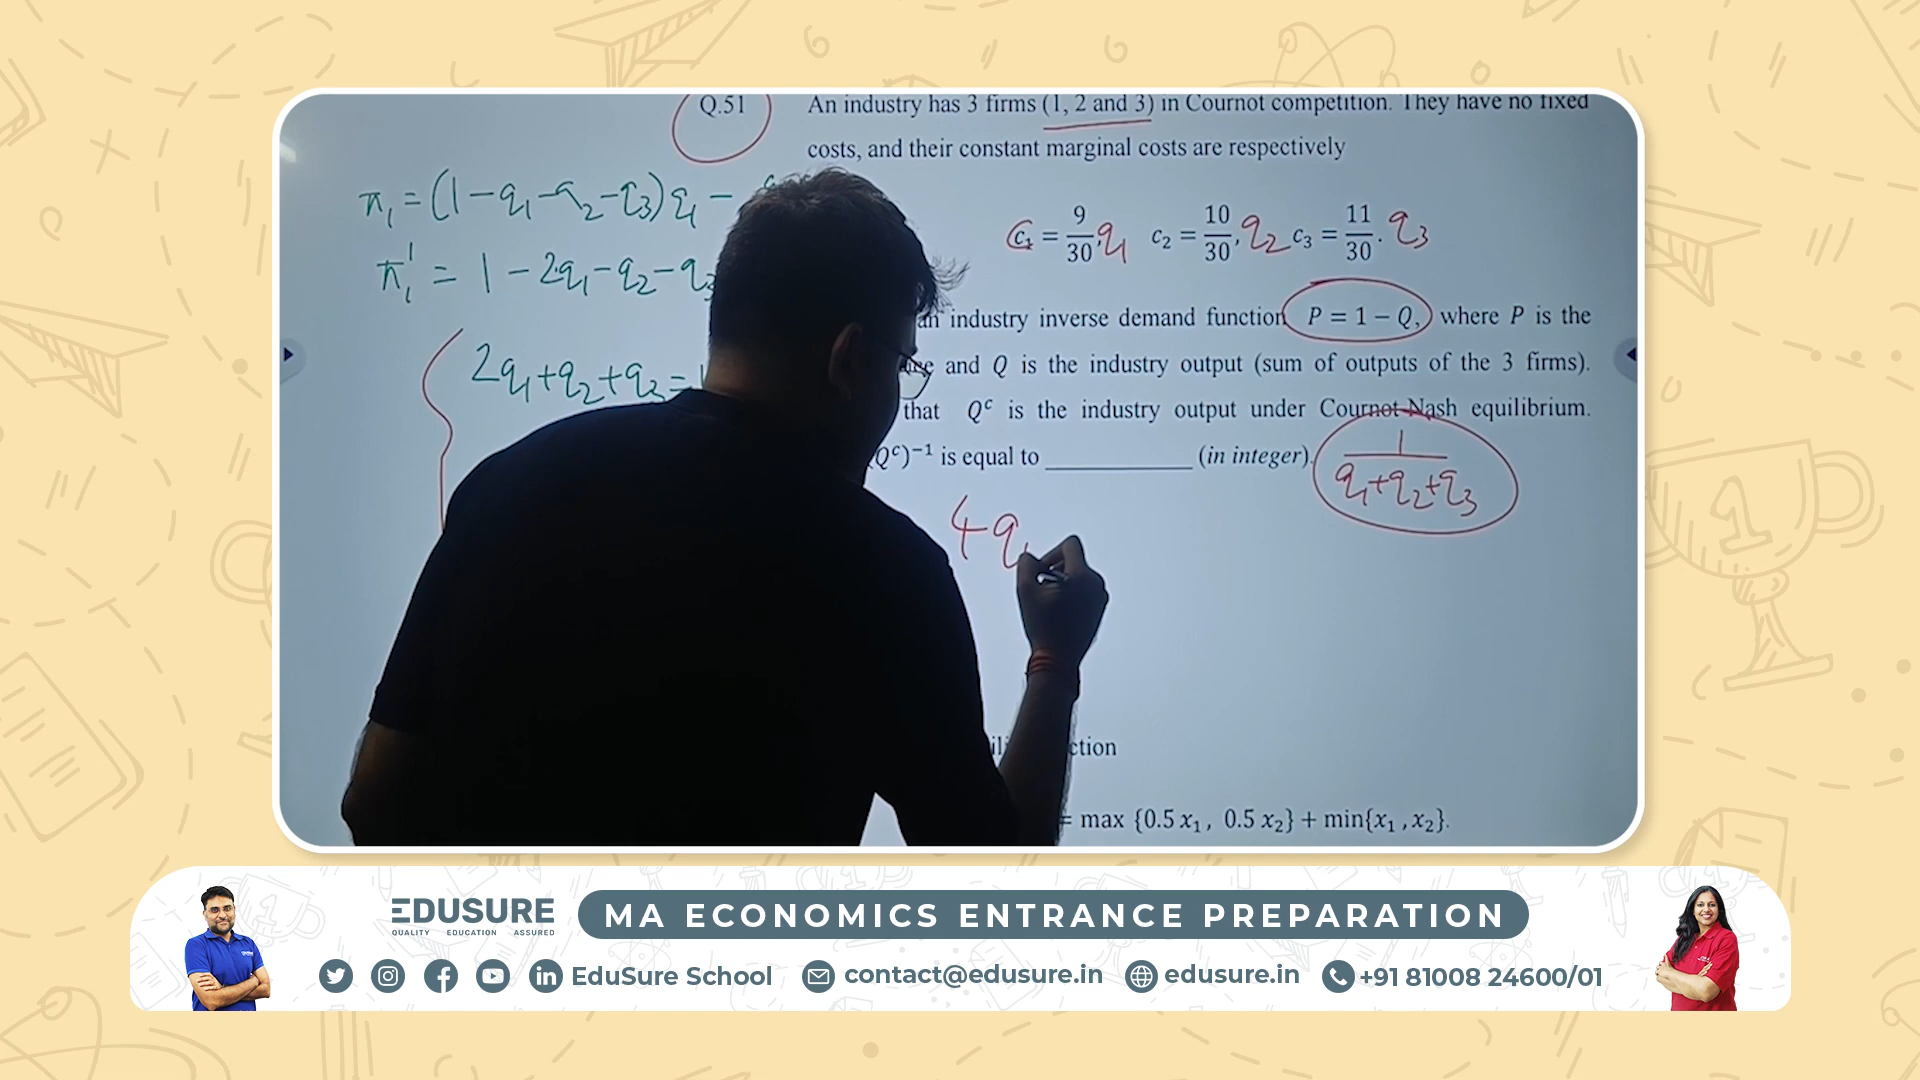 Q.51 An industry has 3 firms (1, 2 and 3) in Cournot competition. They have no fixed
costs, and their constant marginal costs are respectively
π₁ = (1 − q₁ − q₂ − q₃) q₁ −
c₁ = 9/30, q₁ c₂ = 10/30, q₂ c₃ = 11/30. q₃
π₁' = 1 − 2q₁ − q₂ − q₃
an industry inverse demand function P = 1 − Q, where P is the
2q₁ + q₂ + q₃ = 1
and Q is the industry output (sum of outputs of the 3 firms).
that Qᶜ is the industry output under Cournot-Nash equilibrium.
(Qᶜ)⁻¹ is equal to ____________ (in integer).
1/(q₁ + q₂ + q₃)
4q
ction
= max {0.5 x₁, 0.5 x₂} + min{x₁, x₂}.
EDUSURE
QUALITY EDUCATION ASSURED
MA ECONOMICS ENTRANCE PREPARATION
EduSure School contact@edusure.in edusure.in +91 81008 24600/01